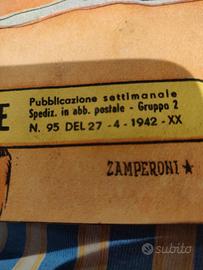 Pubblicazione settimanale
Spediz. in abb. postale - Gruppo 2
N. 95 DEL 27 - 4 - 1942 - XX
E
ZAMPERONI
subito